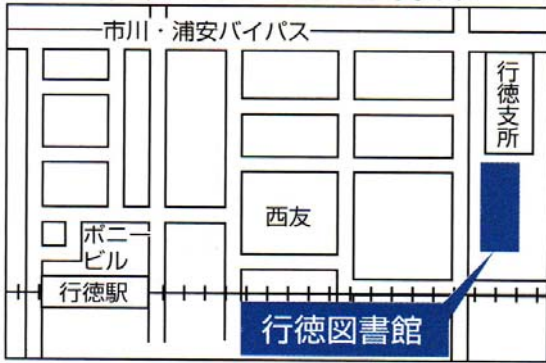 市川・浦安バイパス
行徳支所
西友
ボニー
ビル
行徳駅
行徳図書館